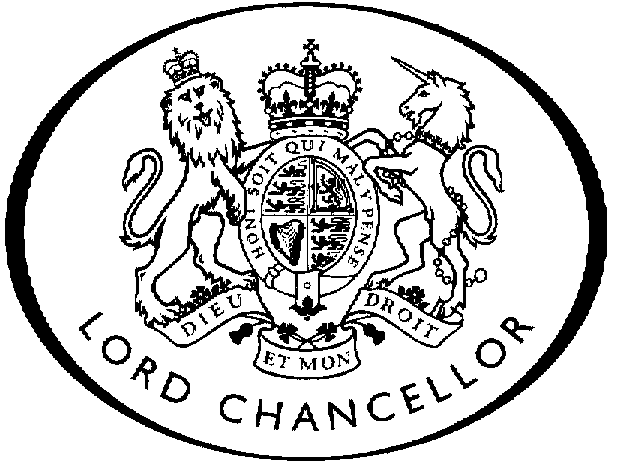 HONI SOIT QUI MAL Y PENSE
DIEU ET MON DROIT
LORD CHANCELLOR